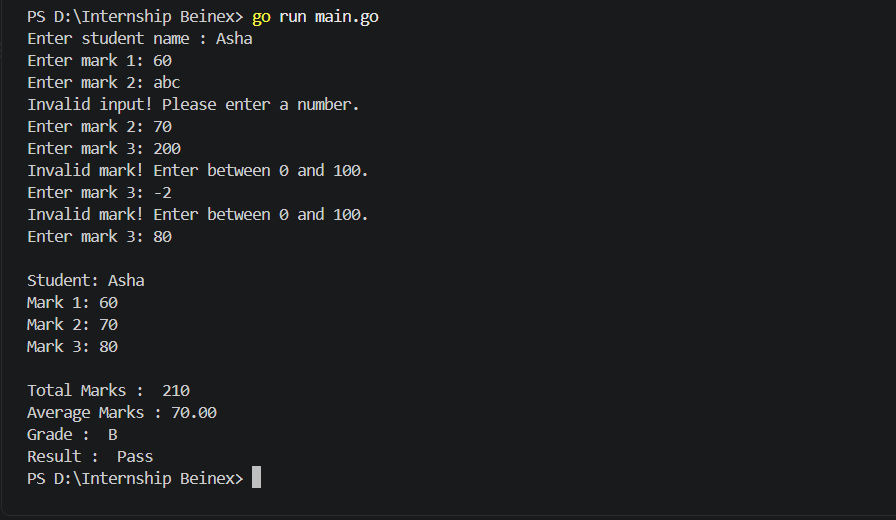 PS D:\Internship Beinex> go run main.go
Enter student name : Asha
Enter mark 1: 60
Enter mark 2: abc
Invalid input! Please enter a number.
Enter mark 2: 70
Enter mark 3: 200
Invalid mark! Enter between 0 and 100.
Enter mark 3: -2
Invalid mark! Enter between 0 and 100.
Enter mark 3: 80

Student: Asha
Mark 1: 60
Mark 2: 70
Mark 3: 80

Total Marks :  210
Average Marks : 70.00
Grade :  B
Result :  Pass
PS D:\Internship Beinex>